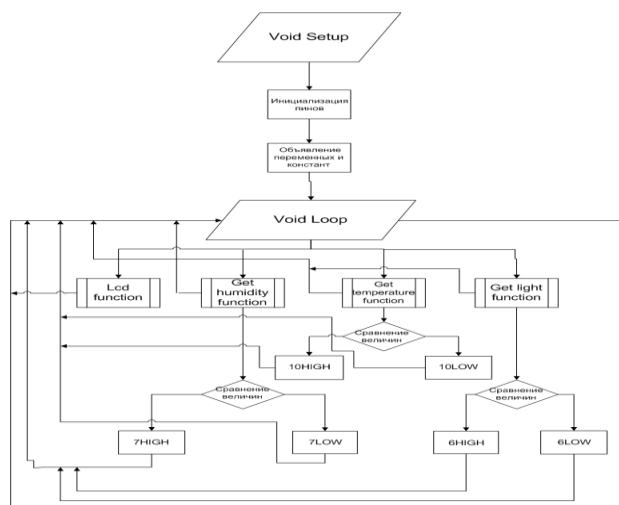 Void Setup
Инициализация
пинов
Объявление
переменных и
констант
Void Loop
Lcd
function
Get
humidity
function
Get
temperature
function
Get light
function
Сравнение
величин
10HIGH
10LOW
Сравнение
величин
Сравнение
величин
7HIGH
7LOW
6HIGH
6LOW